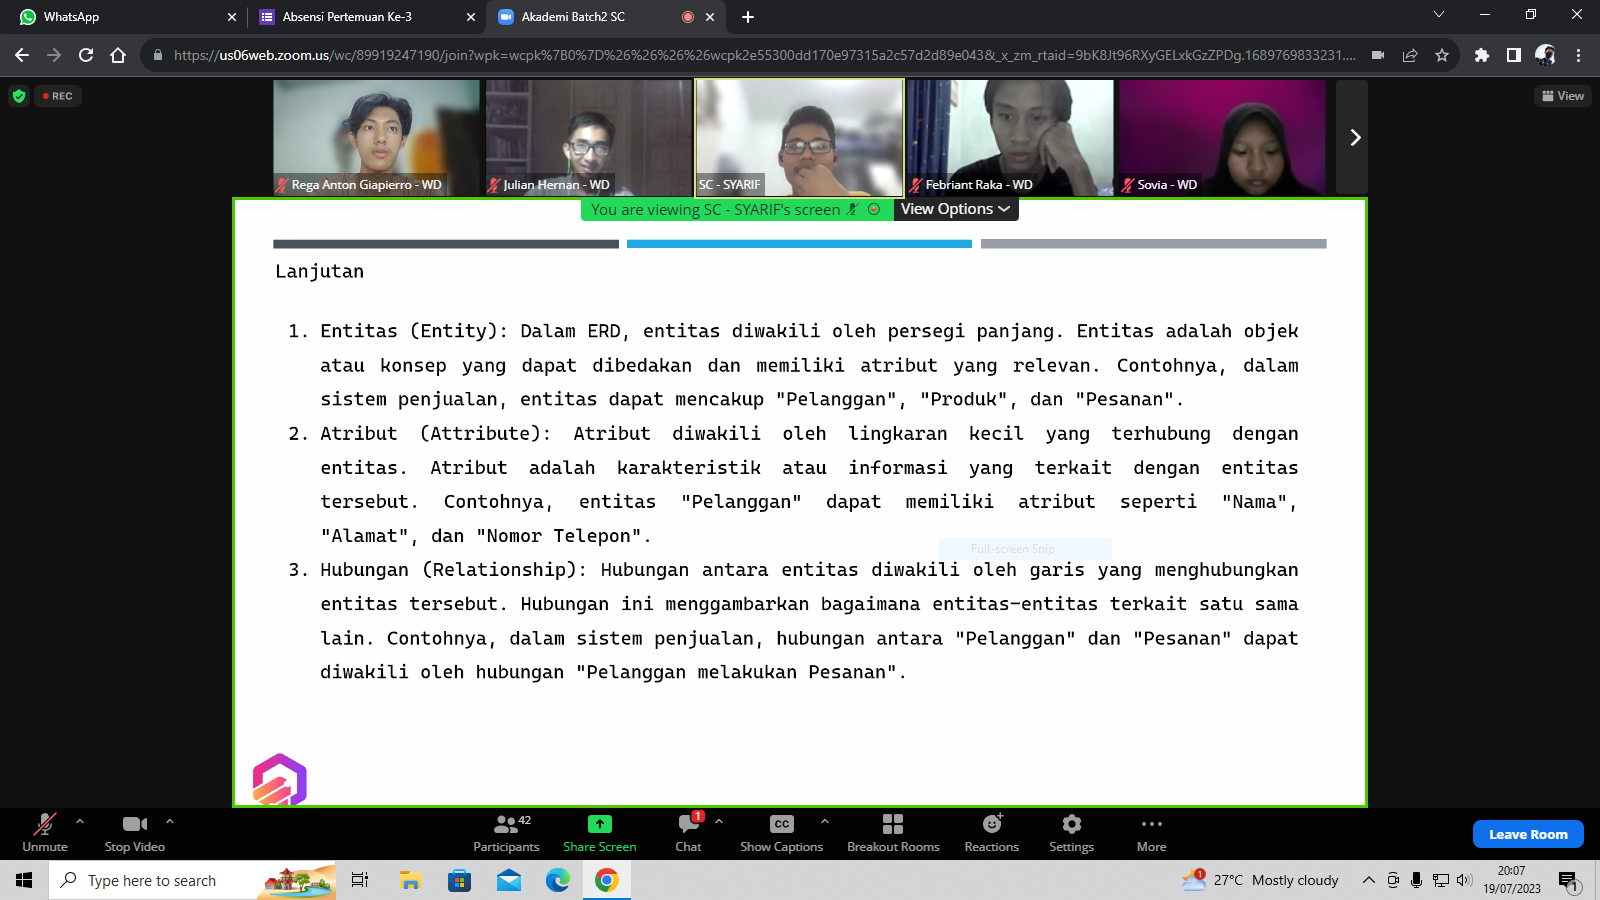 WhatsApp
Absensi Pertemuan Ke-3
Akademi Batch2 SC
https://us06web.zoom.us/wc/89919247190/join?wpk=wcpk%7B0%7D%26%26%26%26wcpk2e55300dd170e97315a2c57d2d89e043&_x_zm_rtaid=9bK8Jt96RXyGELxkGzZPDg.1689769833231....
REC
View
Rega Anton Giapierro - WD
Julian Hernan - WD
SC - SYARIF
Febriant Raka - WD
Sovia - WD
You are viewing SC - SYARIF's screen
View Options
Lanjutan
1. Entitas (Entity): Dalam ERD, entitas diwakili oleh persegi panjang. Entitas adalah objek
atau konsep yang dapat dibedakan dan memiliki atribut yang relevan. Contohnya, dalam
sistem penjualan, entitas dapat mencakup "Pelanggan", "Produk", dan "Pesanan".
2. Atribut (Attribute): Atribut diwakili oleh lingkaran kecil yang terhubung dengan
entitas. Atribut adalah karakteristik atau informasi yang terkait dengan entitas
tersebut. Contohnya, entitas "Pelanggan" dapat memiliki atribut seperti "Nama",
"Alamat", dan "Nomor Telepon".
Full-screen Snip
3. Hubungan (Relationship): Hubungan antara entitas diwakili oleh garis yang menghubungkan
entitas tersebut. Hubungan ini menggambarkan bagaimana entitas-entitas terkait satu sama
lain. Contohnya, dalam sistem penjualan, hubungan antara "Pelanggan" dan "Pesanan" dapat
diwakili oleh hubungan "Pelanggan melakukan Pesanan".
Unmute
Stop Video
42
Participants
Share Screen
1
Chat
CC
Show Captions
Breakout Rooms
Reactions
Settings
More
Leave Room
Type here to search
1
27°C Mostly cloudy
20:07
19/07/2023
1